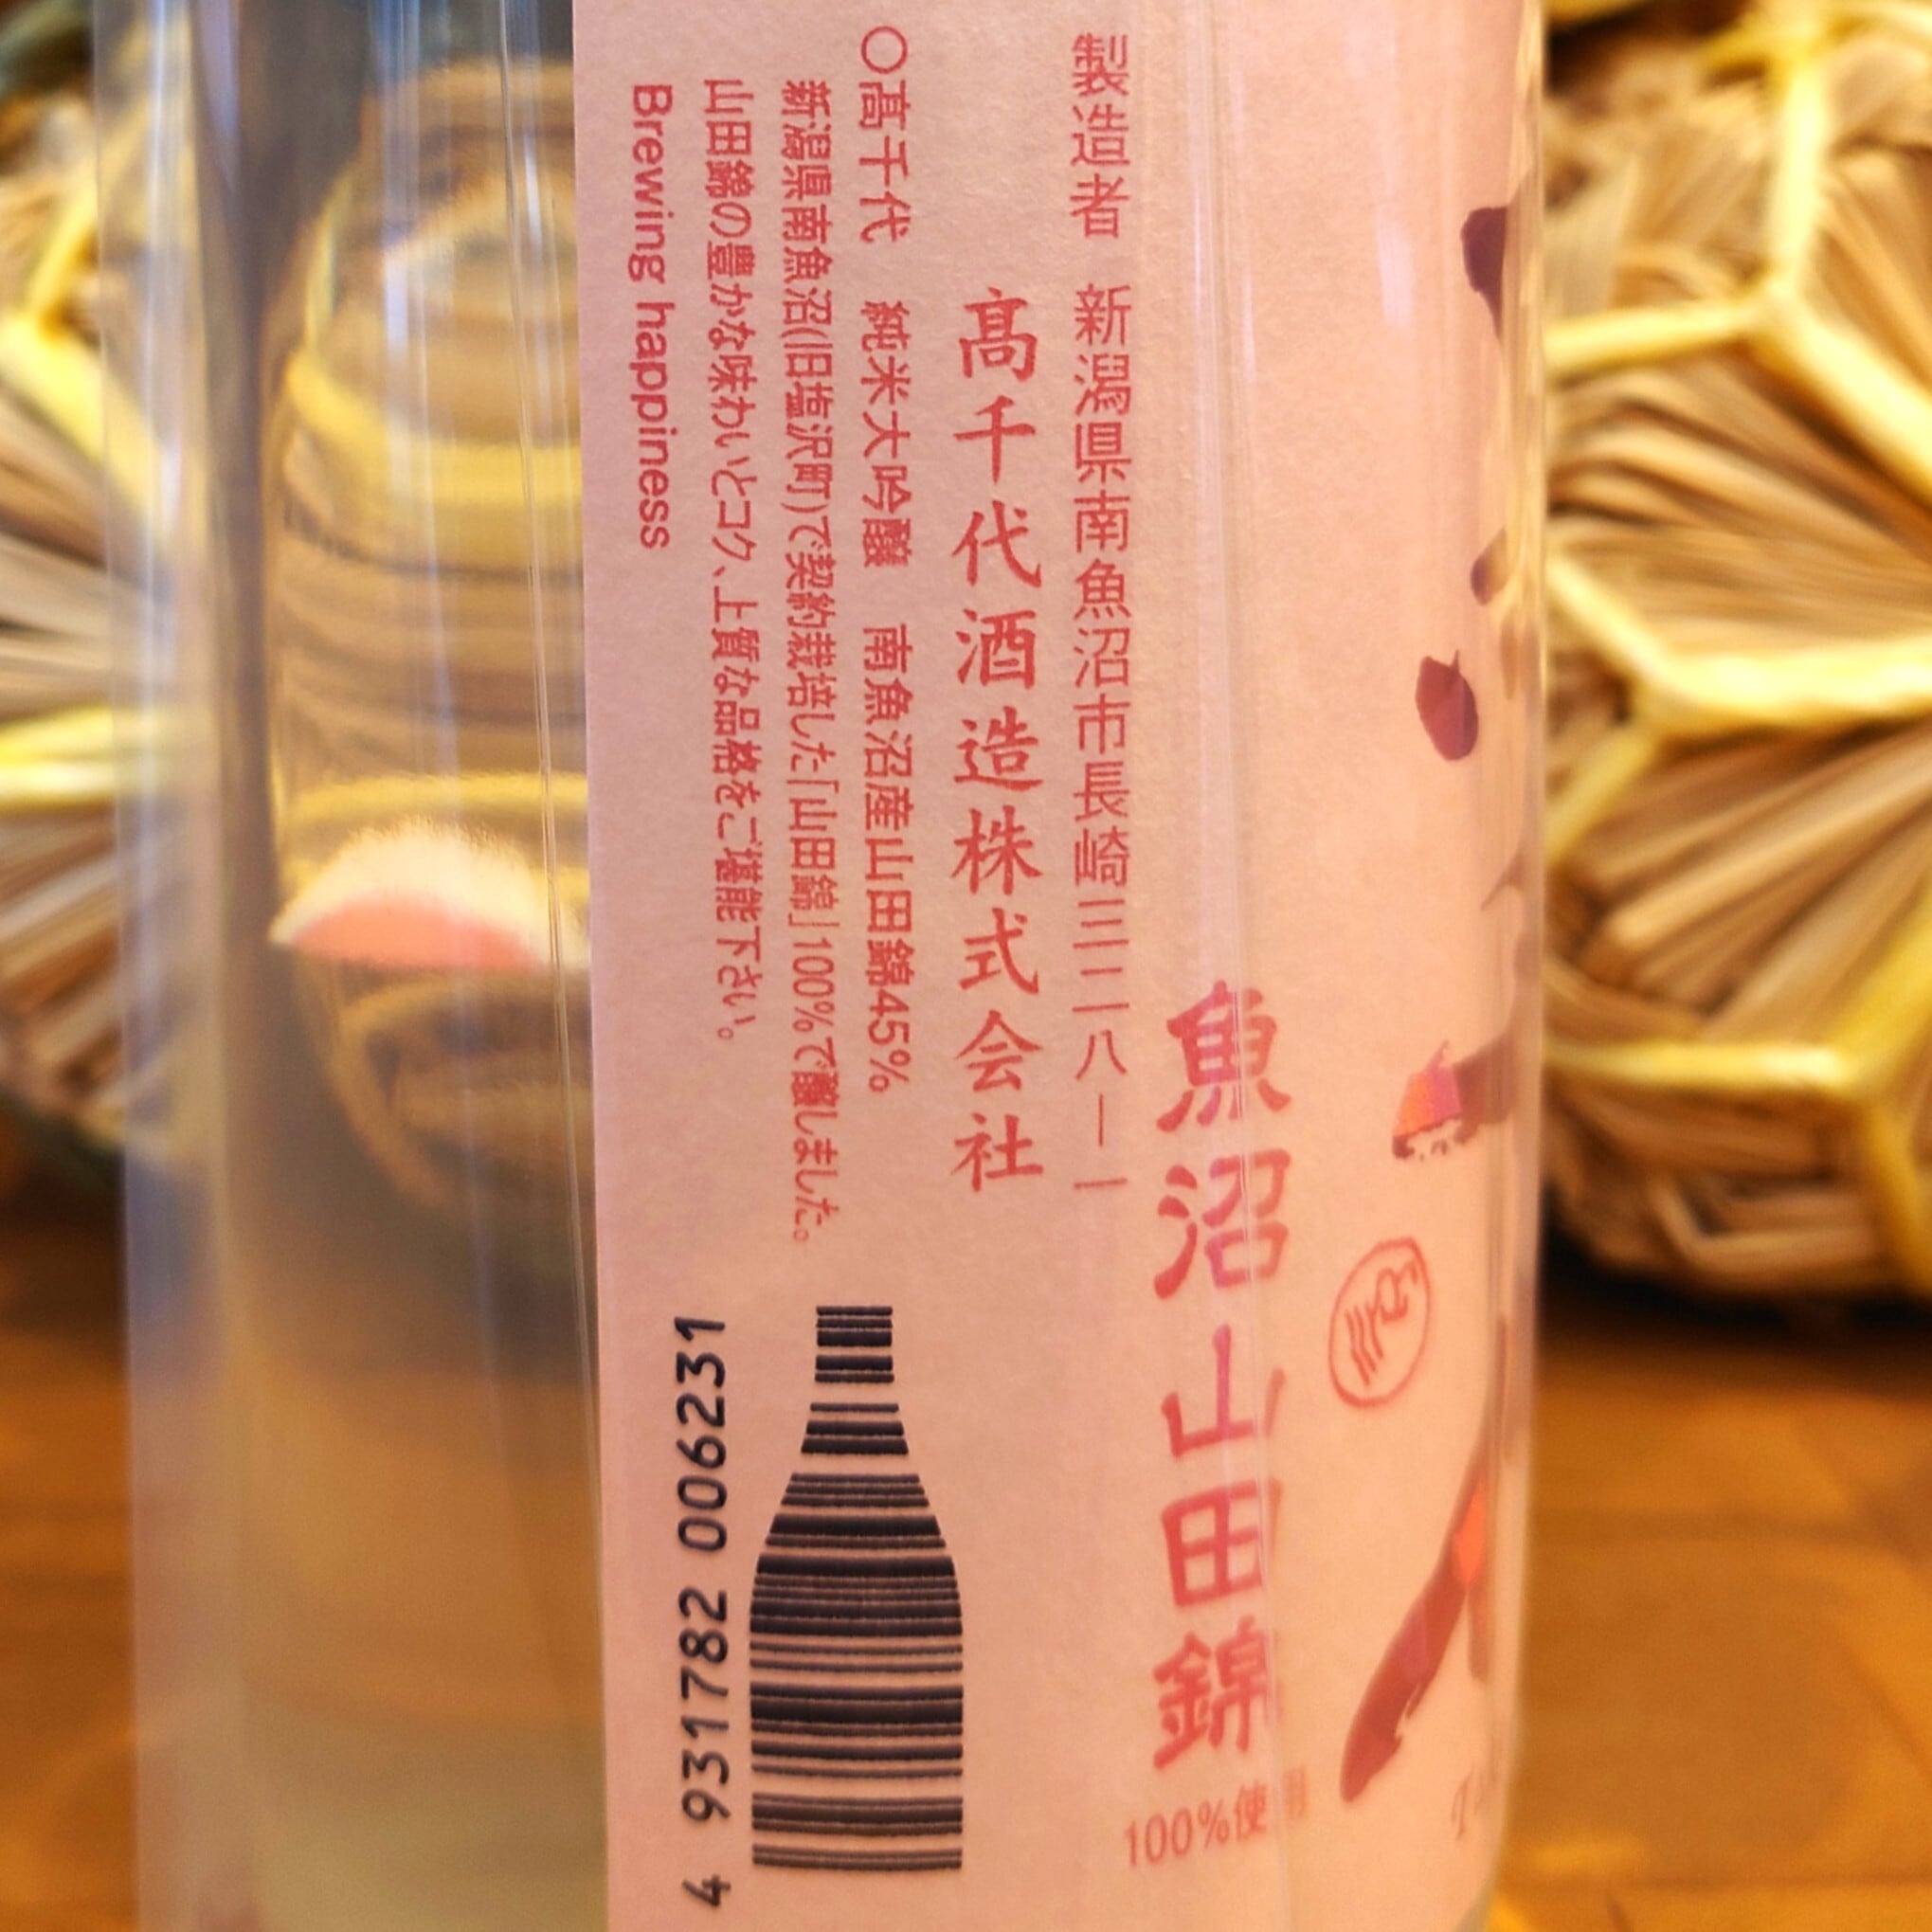 魚沼山田錦
100%使用
製造者 新潟県南魚沼市長崎三二八―一
髙千代酒造株式会社
〇髙千代 純米大吟醸 南魚沼産山田錦45%
新潟県南魚沼(旧塩沢町)で契約栽培した「山田錦」100%で醸しました。
山田錦の豊かな味わいとコク、上質な品格をご堪能下さい。
Brewing happiness
4 931782 006231